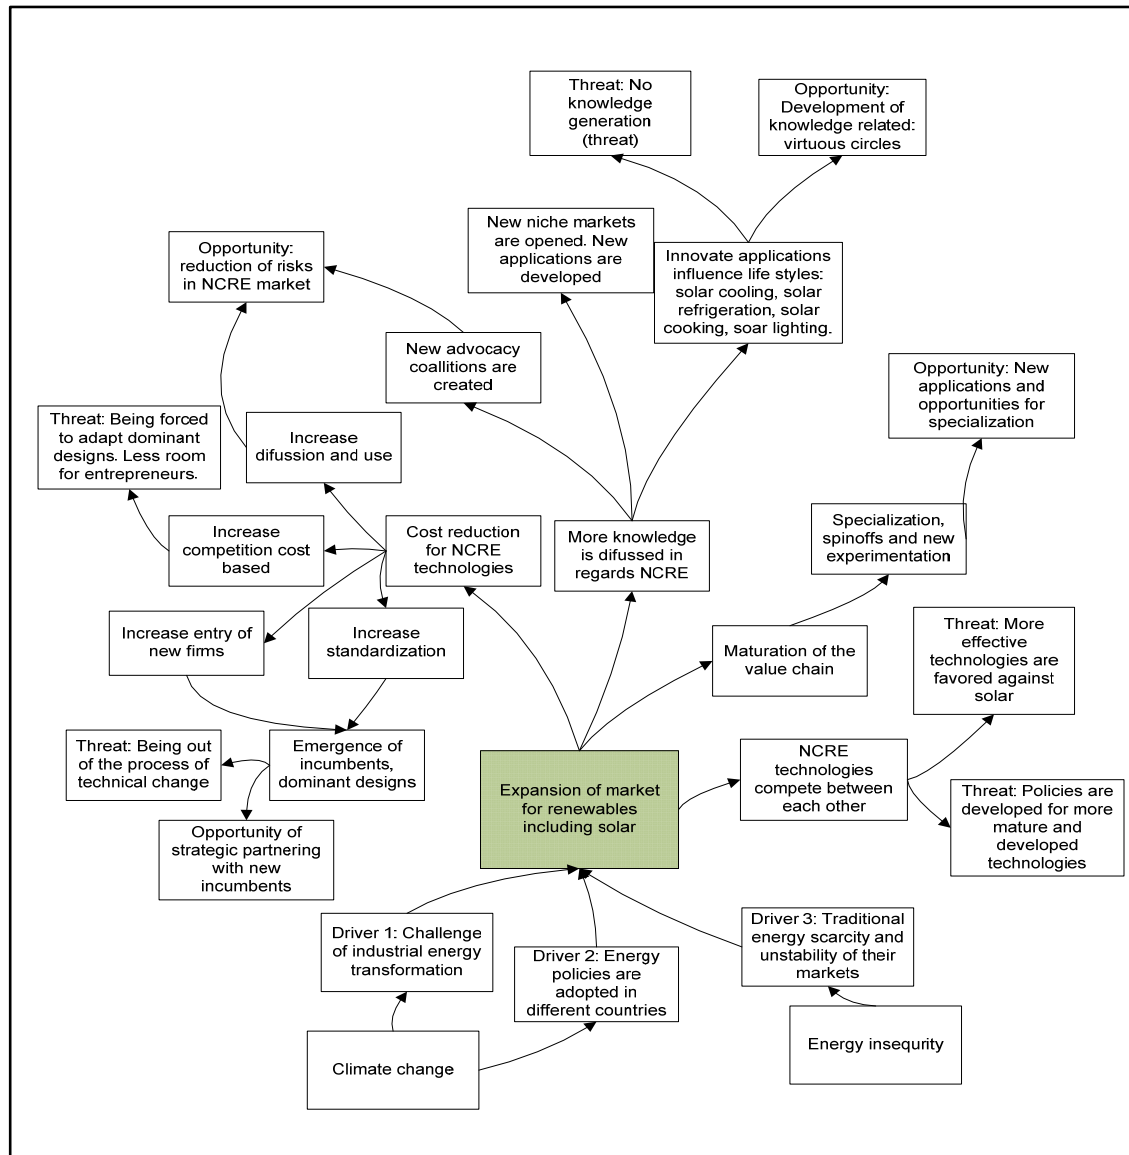 Threat: No
knowledge
generation
(threat)
Opportunity:
Development of
knowledge related:
virtuous circles
New niche markets
are opened. New
applications are
developed
Opportunity:
reduction of risks
in NCRE market
Innovate applications
influence life styles:
solar cooling, solar
refrigeration, solar
cooking, soar lighting.
New advocacy
coallitions are
created
Opportunity: New
applications and
opportunities for
specialization
Threat: Being forced
to adapt dominant
designs. Less room
for entrepreneurs.
Increase
difussion and use
Specialization,
spinoffs and new
experimentation
Increase
competition cost
based
Cost reduction
for NCRE
technologies
More knowledge
is difussed in
regards NCRE
Increase entry of
new firms
Increase
standardization
Maturation of the
value chain
Threat: More
effective
technologies are
favored against
solar
Threat: Being out
of the process of
technical change
Emergence of
incumbents,
dominant designs
Expansion of market
for renewables
including solar
NCRE
technologies
compete between
each other
Threat: Policies are
developed for more
mature and
developed
technologies
Opportunity of
strategic partnering
with new
incumbents
Driver 1: Challenge
of industrial energy
transformation
Driver 2: Energy
policies are
adopted in
different countries
Driver 3: Traditional
energy scarcity and
unstability of their
markets
Climate change
Energy insequrity